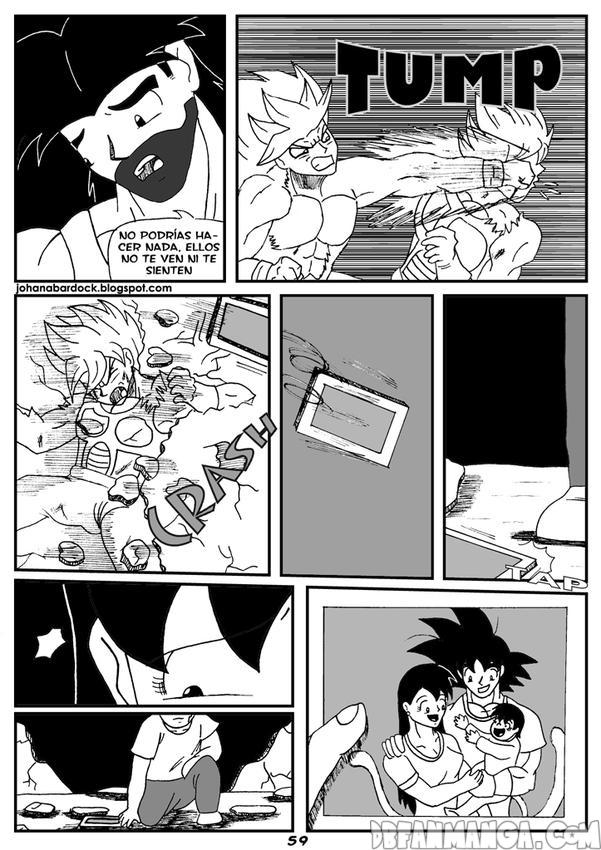 TUMP
NO PODRÍAS HA-
CER NADA, ELLOS
NO TE VEN NI TE
SIENTEN
johanabardock.blogspot.com
CRASH
TAP
59
DBFANMANGA.COM